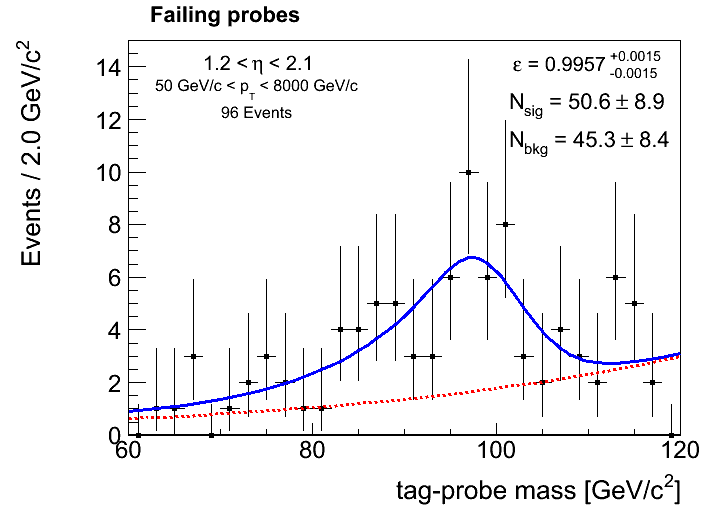 Failing probes
Events / 2.0 GeV/c²
14
12
10
8
6
4
2
0
1.2 < η < 2.1
50 GeV/c < p_T < 8000 GeV/c
96 Events
ε = 0.9957 +0.0015 -0.0015
N_sig = 50.6 ± 8.9
N_bkg = 45.3 ± 8.4
60 80 100 120
tag-probe mass [GeV/c²]